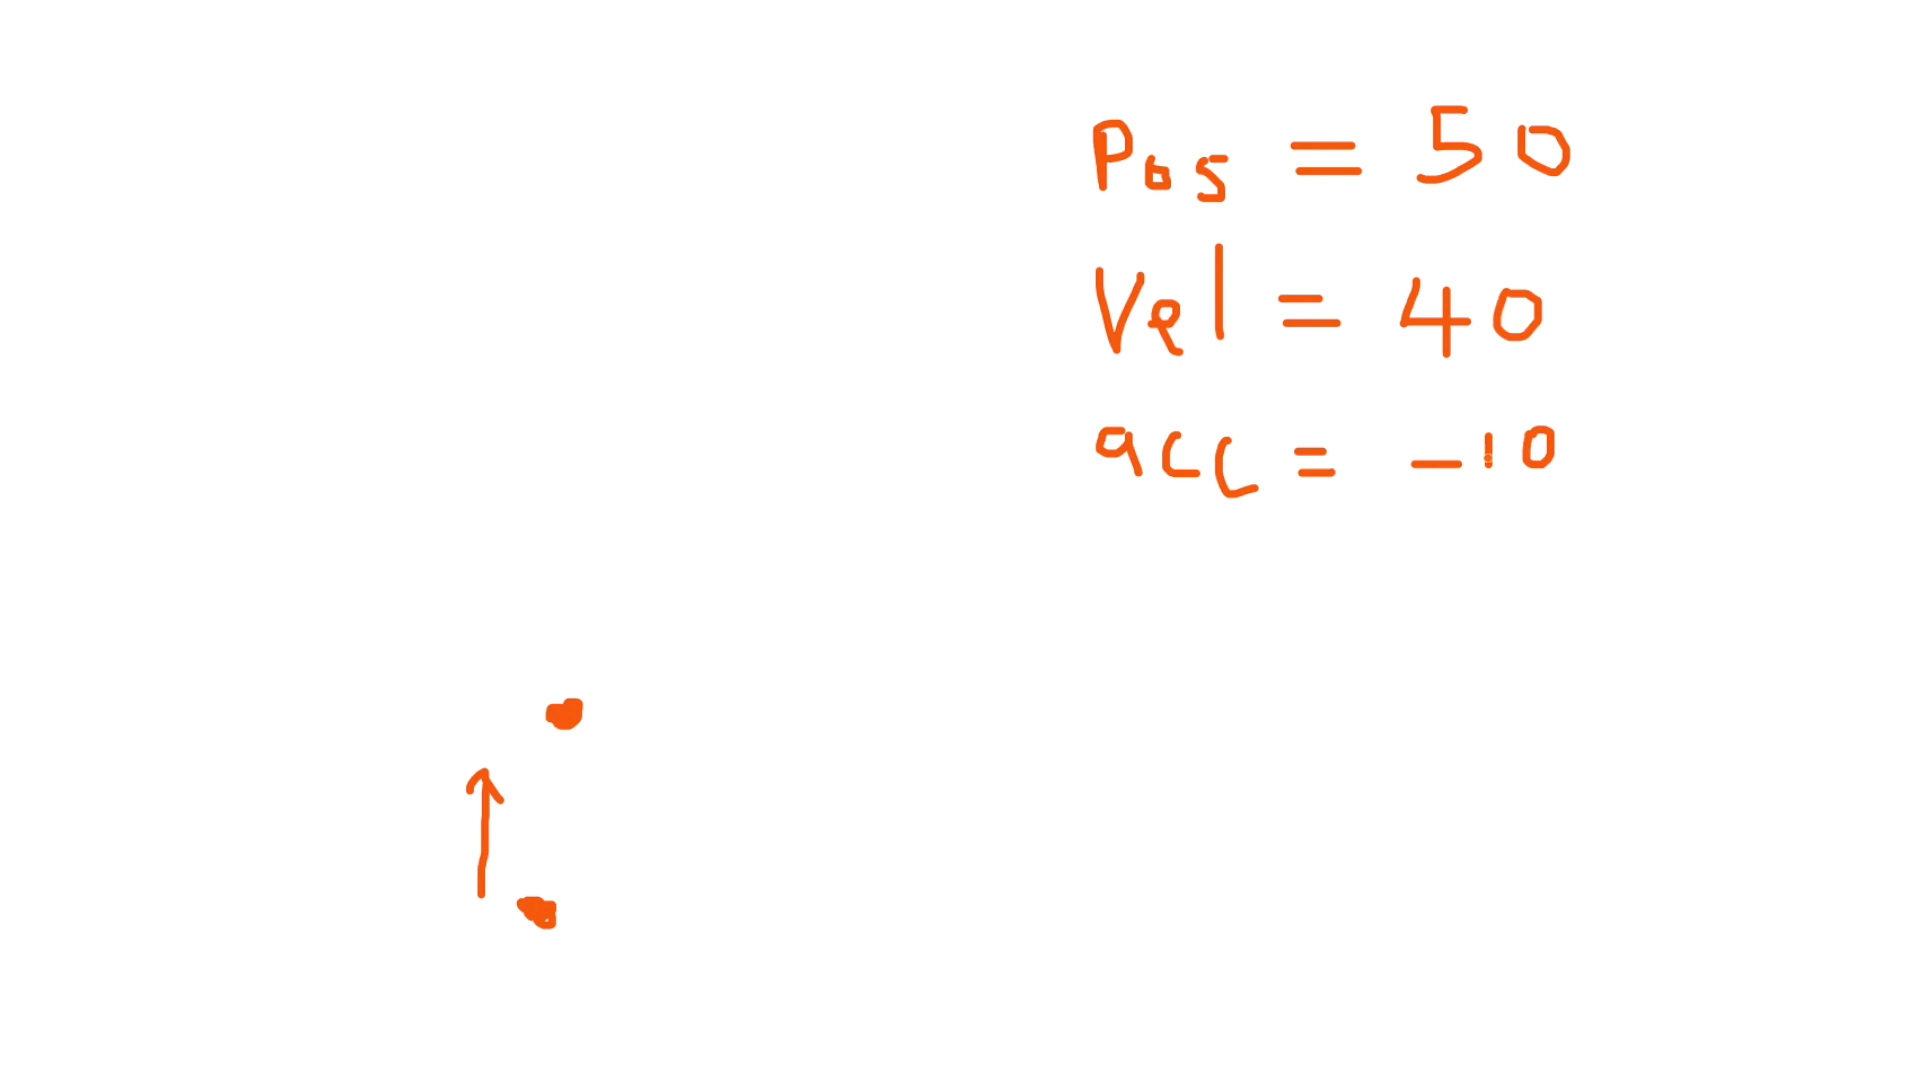 Pos = 50
Vel = 40
acc = -10